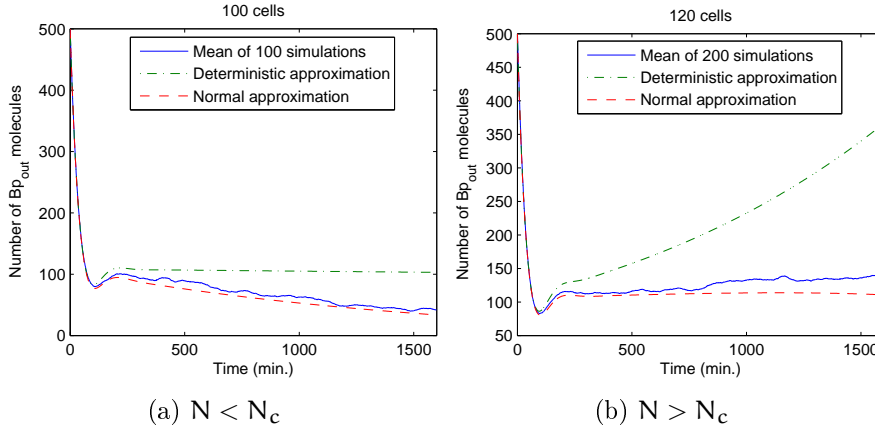 100 cells
500
400
300
200
100
0
0 500 1000 1500
Number of Bp_out molecules
Time (min.)
Mean of 100 simulations
Deterministic approximation
Normal approximation
(a) N < N_c
120 cells
500
450
400
350
300
250
200
150
100
50
0 500 1000 1500
Number of Bp_out molecules
Time (min.)
Mean of 200 simulations
Deterministic approximation
Normal approximation
(b) N > N_c